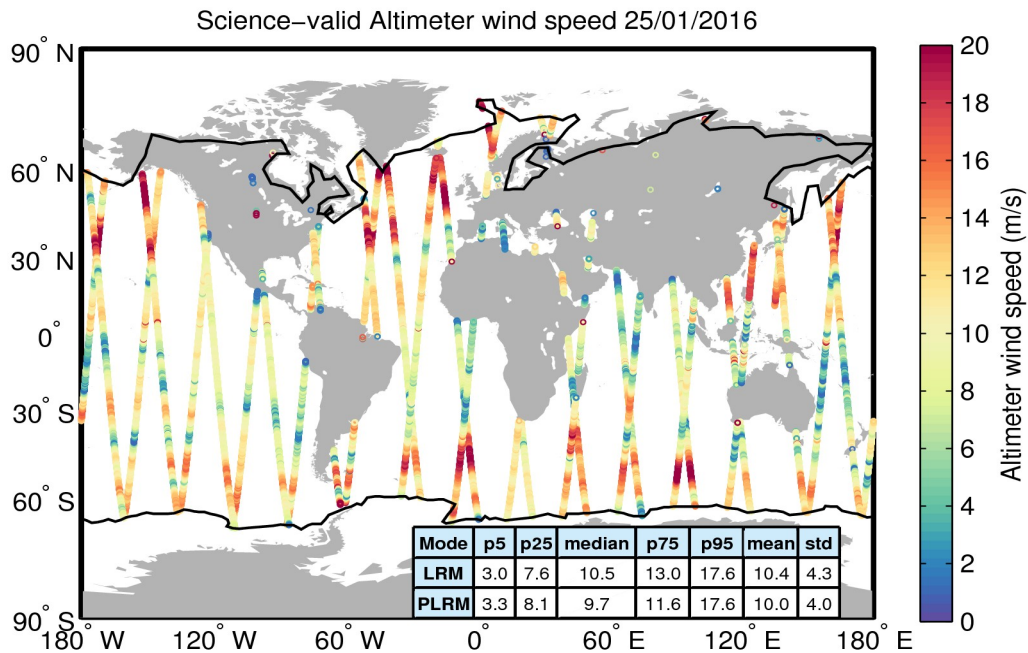 Science−valid Altimeter wind speed 25/01/2016
90° N
60° N
30° N
0°
30° S
60° S
90° S
180° W
120° W
60° W
0°
60° E
120° E
180° E
Mode p5 p25 median p75 p95 mean std
LRM 3.0 7.6 10.5 13.0 17.6 10.4 4.3
PLRM 3.3 8.1 9.7 11.6 17.6 10.0 4.0
20
18
16
14
12
10
8
6
4
2
0
Altimeter wind speed (m/s)